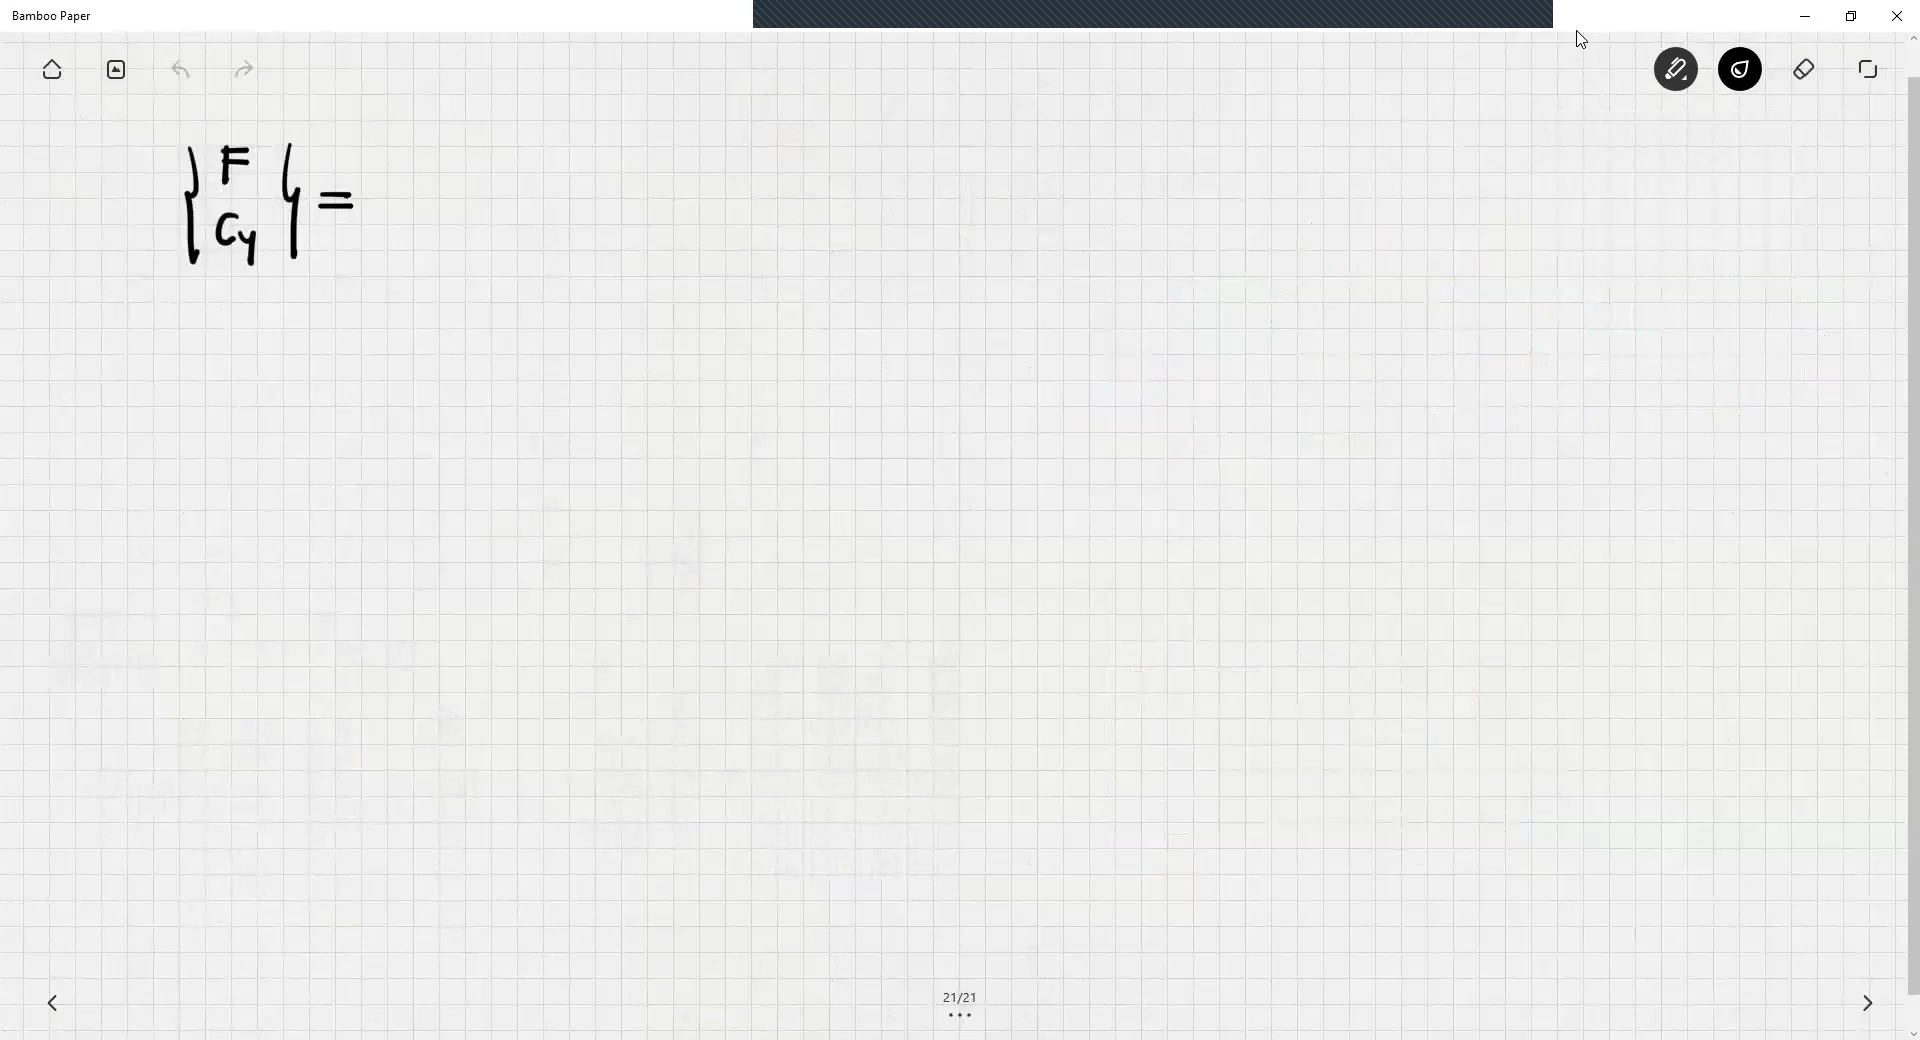 Bamboo Paper
{ F } =
{ Cy }
21/21